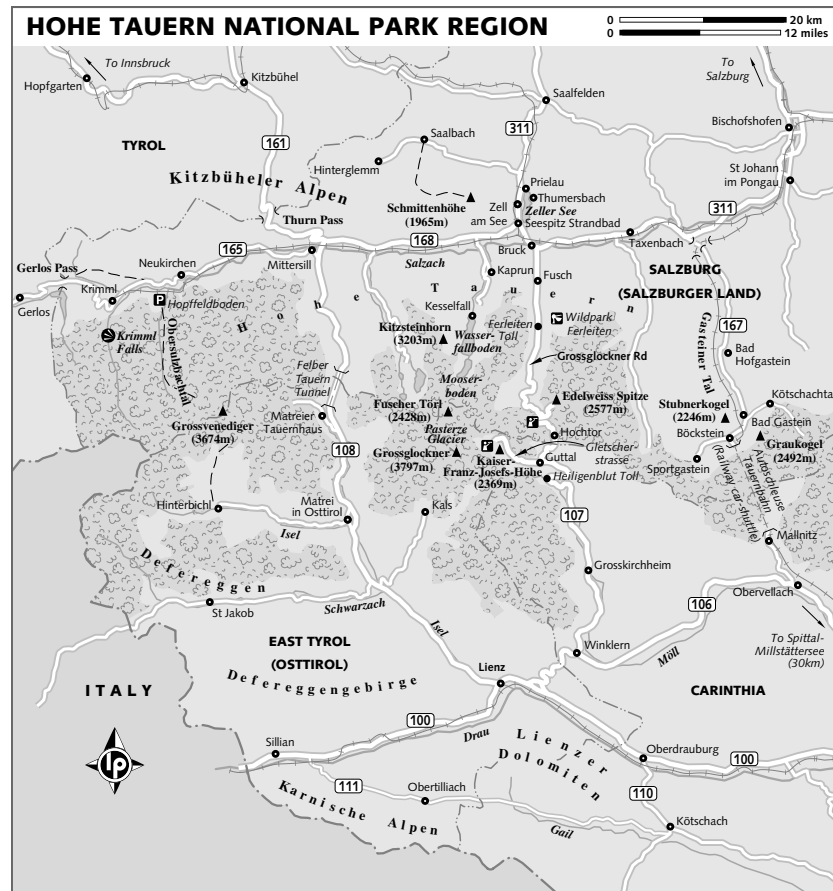 HOHE TAUERN NATIONAL PARK REGION
0 20 km
0 12 miles
To Innsbruck
To
Salzburg
Hopfgarten
Kitzbühel
Saalfelden
Bischofshofen
311
161
Saalbach
TYROL
Hinterglemm
St Johann
im Pongau
Kitzbüheler Alpen
Prielau
Thumersbach
Schmittenhöhe
(1965m)
Zell
am See
Zeller See
Seespitz Strandbad
311
Thurn Pass
168
Taxenbach
165
Bruck
Mittersill
Salzach
Gerlos Pass
Neukirchen
Kaprun
Fusch
SALZBURG
(SALZBURGER LAND)
Krimml
Gerlos
P
Hopffeldboden
Hohe Tauern
Kesselfall
Wildpark
Ferleiten
Ferleiten
Toll
Gasteiner Tal
167
Krimml
Falls
Obersulzbachtal
Kitzsteinhorn
(3203m)
Wasser-
fallboden
Bad
Hofgastein
Grossglockner Rd
Felber
Tauern
Tunnel
Mooser-
boden
Edelweiss Spitze
(2577m)
Kötschachtal
Stubnerkogel
(2246m)
Fuscher Törl
(2428m)
Grossvenediger
(3674m)
Matreier
Tauernhaus
Pasterze
Glacier
Hochtor
Bad Gastein
Böckstein
Graukogel
(2492m)
108
Grossglockner
(3797m)
Kaiser-
Franz-Josefs-Höhe
(2369m)
Gletscher-
strasse
Guttal
Heiligenblut Toll
Sportgastein
Autoschleuse
Tauernbahn
(Railway car-shuttle)
Hinterbichl
Matrei
in Osttirol
Kals
107
Isel
Mallnitz
Defereggen
Grosskirchheim
Obervellach
St Jakob
Schwarzach
106
Isel
EAST TYROL
(OSTTIROL)
Winklern
Möll
To Spittal-
Millstättersee
(30km)
Lienz
ITALY
Defereggengebirge
CARINTHIA
100
Drau
Sillian
Lienzer
Dolomiten
Oberdrauburg
100
lp
111
Obertilliach
110
Karnische Alpen
Gail
Kötschach